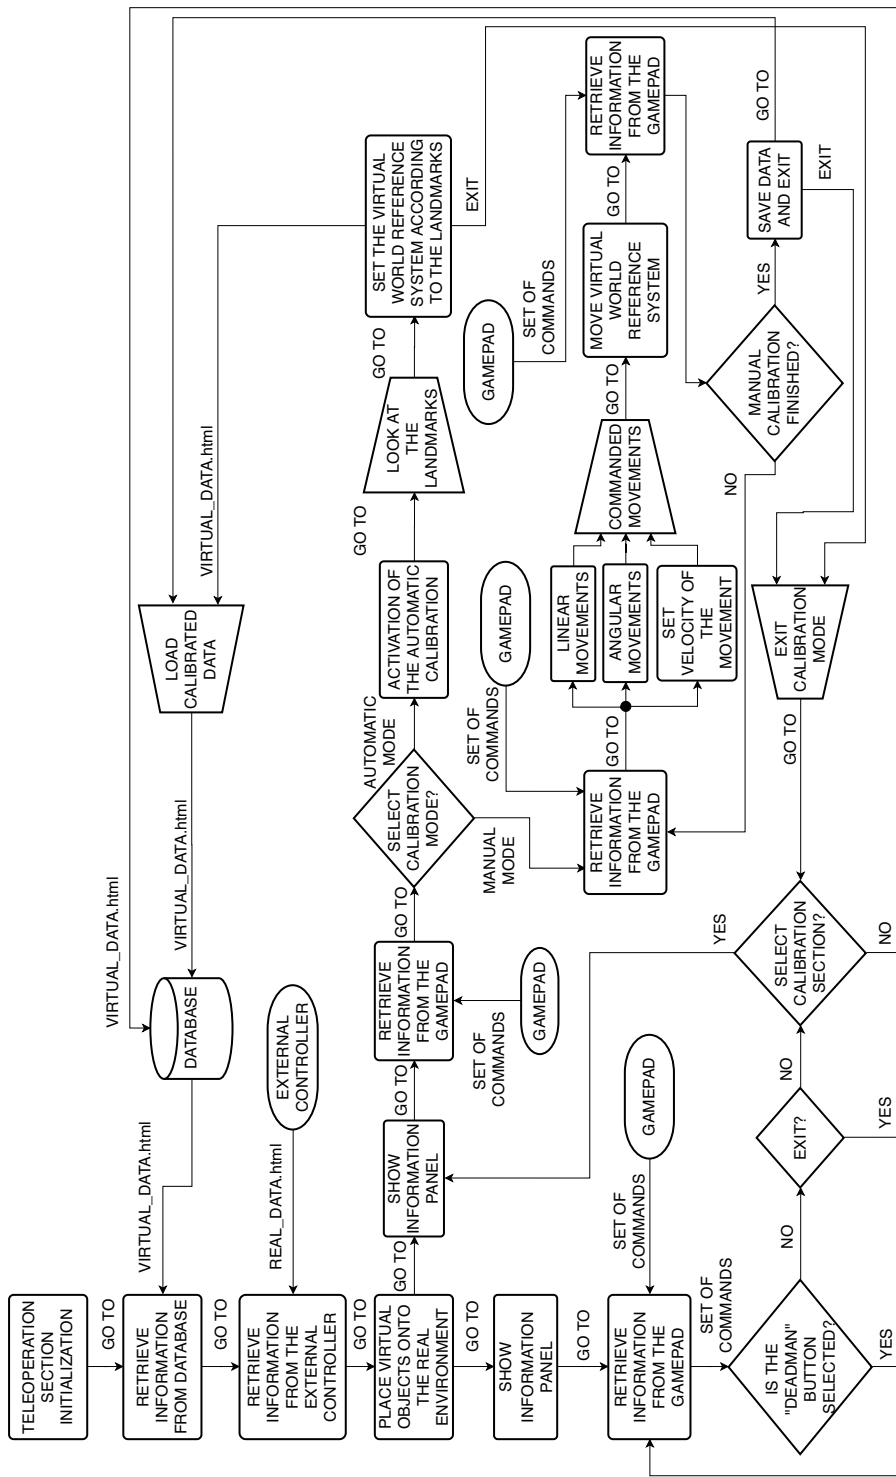 TELEOPERATION
SECTION
INITIALIZATION
GO TO
RETRIEVE
INFORMATION
FROM DATABASE
VIRTUAL_DATA.html
DATABASE
VIRTUAL_DATA.html
VIRTUAL_DATA.html
LOAD
CALIBRATED
DATA
VIRTUAL_DATA.html
GO TO
RETRIEVE
INFORMATION
FROM THE
EXTERNAL
CONTROLLER
REAL_DATA.html
EXTERNAL
CONTROLLER
GO TO
PLACE VIRTUAL
OBJECTS ONTO
THE REAL
ENVIRONMENT
GO TO
SHOW
INFORMATION
PANEL
GO TO
RETRIEVE
INFORMATION
FROM THE
GAMEPAD
SET OF
COMMANDS
GAMEPAD
GO TO
SELECT
CALIBRATION
MODE?
AUTOMATIC
MODE
ACTIVATION OF
THE AUTOMATIC
CALIBRATION
GO TO
LOOK AT
THE
LANDMARKS
GO TO
SET THE VIRTUAL
WORLD REFERENCE
SYSTEM ACCORDING
TO THE LANDMARKS
EXIT
MANUAL
MODE
SET OF
COMMANDS
GAMEPAD
RETRIEVE
INFORMATION
FROM THE
GAMEPAD
GO TO
LINEAR
MOVEMENTS
ANGULAR
MOVEMENTS
SET
VELOCITY OF
THE
MOVEMENT
COMMANDED
MOVEMENTS
GO TO
MOVE VIRTUAL
WORLD
REFERENCE
SYSTEM
GO TO
GAMEPAD
SET OF
COMMANDS
RETRIEVE
INFORMATION
FROM THE
GAMEPAD
MANUAL
CALIBRATION
FINISHED?
NO
YES
SAVE DATA
AND EXIT
GO TO
EXIT
EXIT
CALIBRATION
MODE
GO TO
GO TO
SHOW
INFORMATION
PANEL
GO TO
RETRIEVE
INFORMATION
FROM THE
GAMEPAD
SET OF
COMMANDS
GAMEPAD
SET OF
COMMANDS
IS THE
"DEADMAN"
BUTTON
SELECTED?
NO
EXIT?
NO
SELECT
CALIBRATION
SECTION?
YES
YES
YES
NO